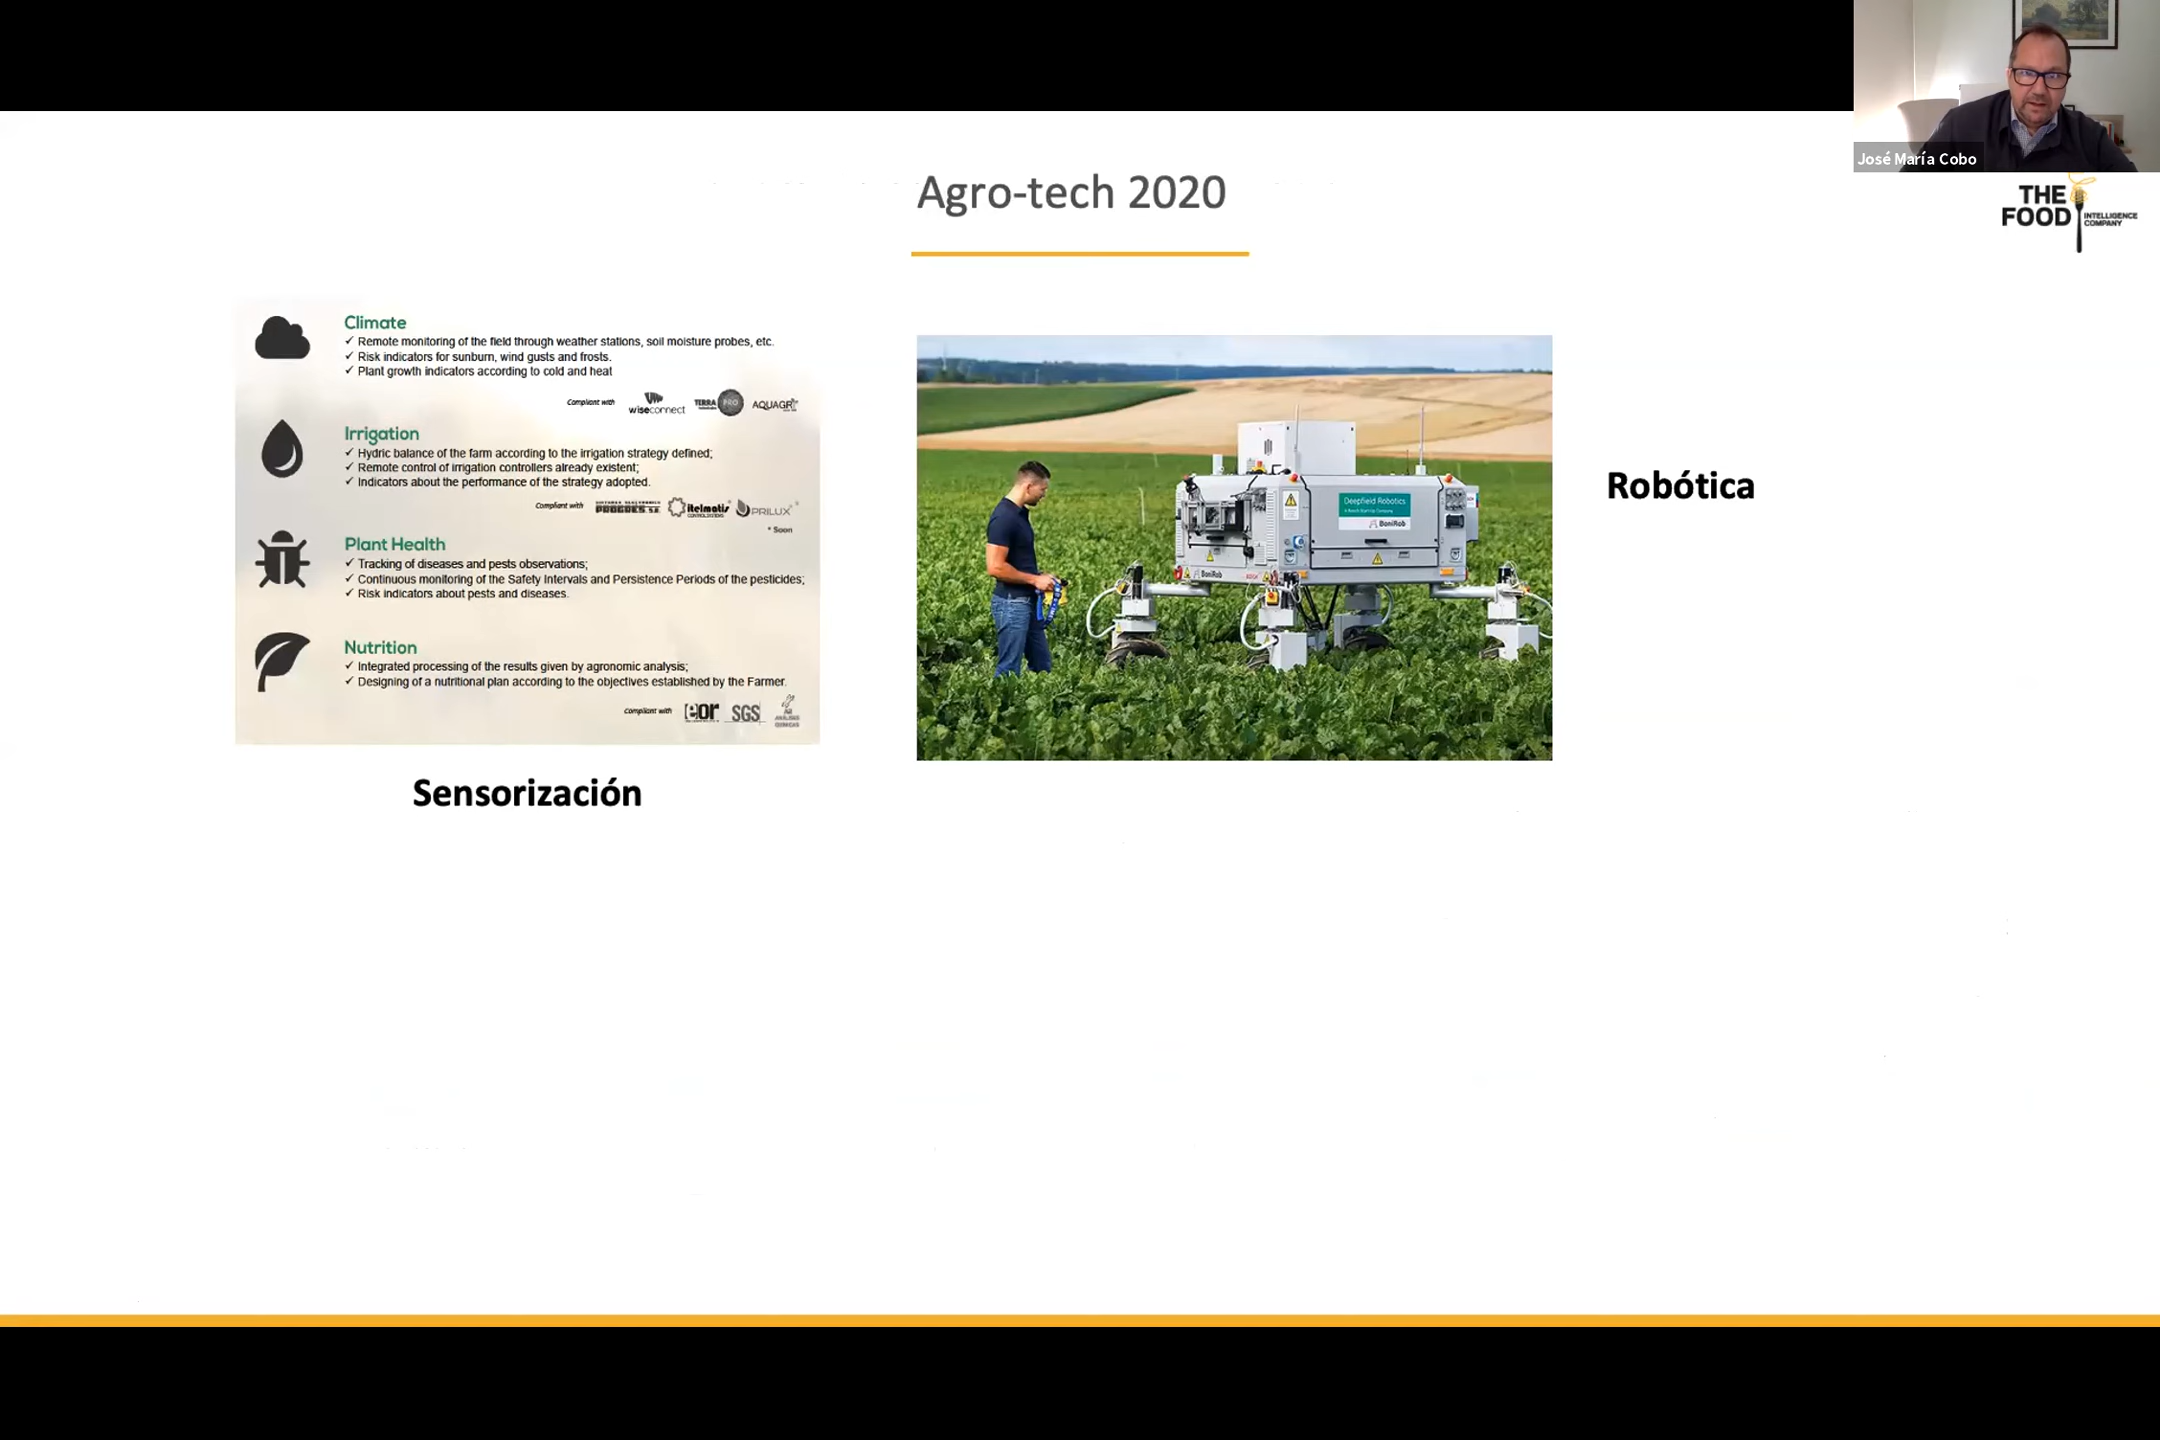 José María Cobo
Agro-tech 2020
THE
FOOD
INTELLIGENCE
COMPANY
Climate
✓ Remote monitoring of the field through weather stations, soil moisture probes, etc.
✓ Risk indicators for sunburn, wind gusts and frosts.
✓ Plant growth indicators according to cold and heat
Compliant with
wiseconnect
TERRA
PRO
AQUAGRI
Irrigation
✓ Hydric balance of the farm according to the irrigation strategy defined;
✓ Remote control of irrigation controllers already existent;
✓ Indicators about the performance of the strategy adopted.
Compliant with
PROGRES S.E.
itelmatis*
PRILUX*
* Soon
Plant Health
✓ Tracking of diseases and pests observations;
✓ Continuous monitoring of the Safety Intervals and Persistence Periods of the pesticides;
✓ Risk indicators about pests and diseases.
Nutrition
✓ Integrated processing of the results given by agronomic analysis;
✓ Designing of a nutritional plan according to the objectives established by the Farmer.
Compliant with
SGS
Sensorización
Deepfield Robotics
A Bosch Start-up Company
BoniRob
BoniRob
Robótica